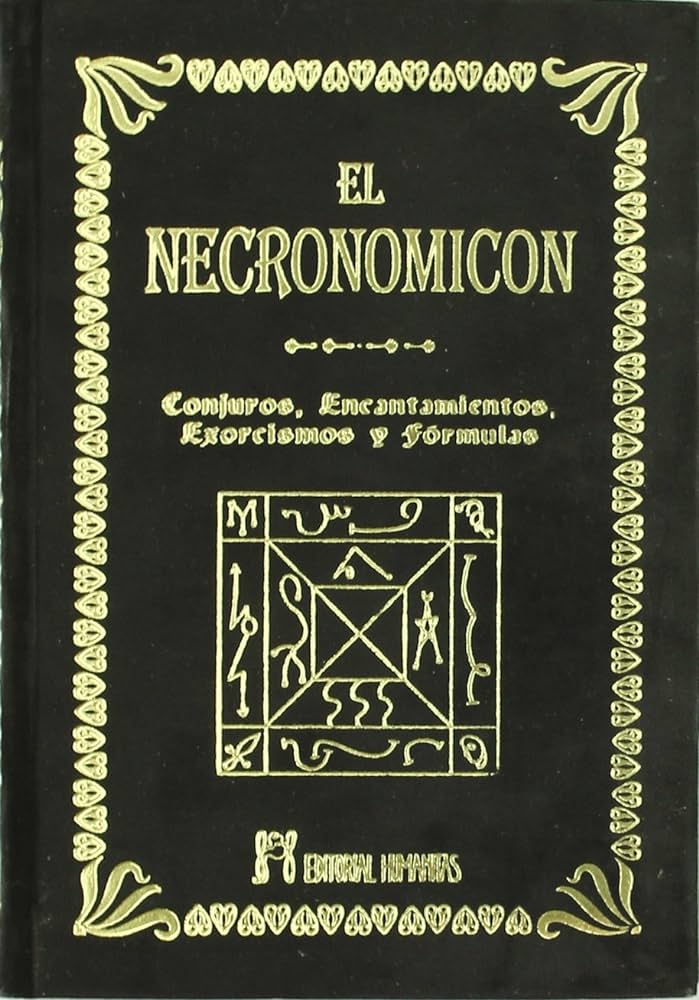 EL
NECRONOMICON
Conjuros, Encantamientos,
Exorcismos y Fórmulas
M
EDITORIAL HUMANITAS